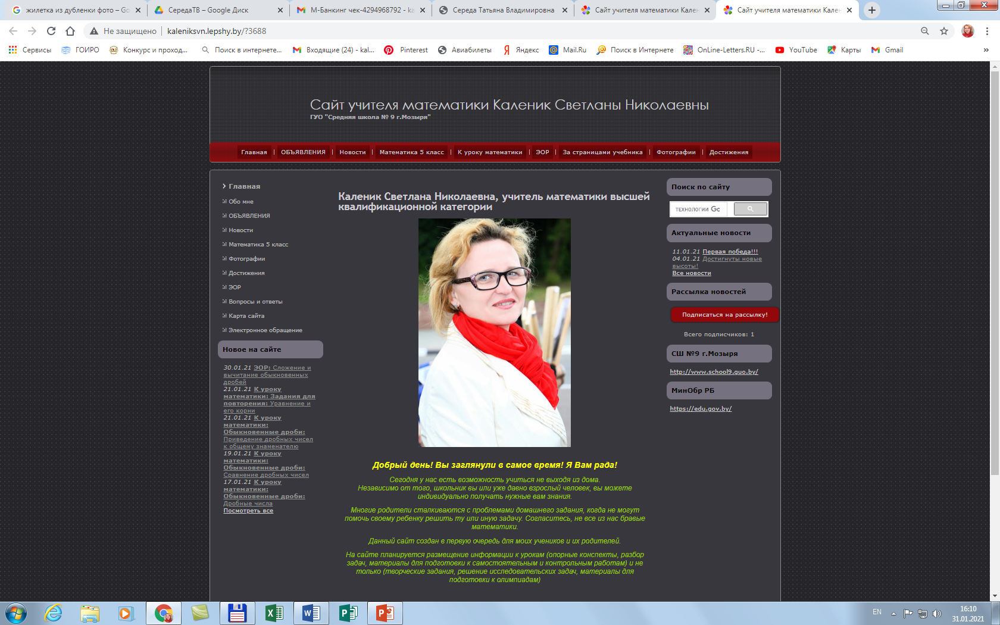 жилетка из дубленки фото – Go
СередаТВ – Google Диск
М-Банкинг чек-4294968792 - ka
Середа Татьяна Владимировна
Сайт учителя математики Кален
Сайт учителя математики Кален
Не защищено
kaleniksvn.lepshy.by/?3688
Сервисы
ГОИРО
Конкурс и проход...
Поиск в интернете...
Входящие (24) - kal...
Pinterest
Авиабилеты
Яндекс
Mail.Ru
Поиск в Интернете
OnLine-Letters.RU -...
YouTube
Карты
Gmail
»
Сайт учителя математики Каленик Светланы Николаевны
ГУО "Средняя школа № 9 г.Мозыря"
Главная | ОБЪЯВЛЕНИЯ | Новости | Математика 5 класс | К уроку математики | ЭОР | За страницами учебника | Фотографии | Достижения
Главная
Обо мне
ОБЪЯВЛЕНИЯ
Новости
Математика 5 класс
Фотографии
Достижения
ЭОР
Вопросы и ответы
Карта сайта
Электронное обращение
Новое на сайте
30.01.21 ЭОР: Сложение и
вычитание обыкновенных
дробей
21.01.21 К уроку
математики: Задания для
повторения: Уравнение и
его корни
21.01.21 К уроку
математики:
Обыкновенные дроби:
Приведение дробных чисел
к общему знаменателю
19.01.21 К уроку
математики:
Обыкновенные дроби:
Сравнение дробных чисел
17.01.21 К уроку
математики:
Обыкновенные дроби:
Дробные числа
Посмотреть все
Каленик Светлана Николаевна, учитель математики высшей
квалификационной категории
Добрый день! Вы заглянули в самое время! Я Вам рада!
Сегодня у нас есть возможность учиться не выходя из дома.
Независимо от того, школьник вы или уже давно взрослый человек, вы можете
индивидуально получать нужные вам знания.
Многие родители сталкиваются с проблемами домашнего задания, когда не могут
помочь своему ребенку решить ту или иную задачу. Согласитесь, не все из нас бравые
математики.
Данный сайт создан в первую очередь для моих учеников и их родителей.
На сайте планируется размещение информации к урокам (опорные конспекты, разбор
задач, материалы для подготовки к самостоятельным и контрольным работам) и не
только (творческие задания, решение исследовательских задач, материалы для
подготовки к олимпиадам)
Поиск по сайту
технологии Go
Актуальные новости
11.01.21 Первая победа!!!
04.01.21 Достигнуты новые
высоты!
Все новости
Рассылка новостей
Подписаться на рассылку!
Всего подписчиков: 1
СШ №9 г.Мозыря
http://www.school9.guo.by/
МинОбр РБ
https://edu.gov.by/
EN
16:10
31.01.2021